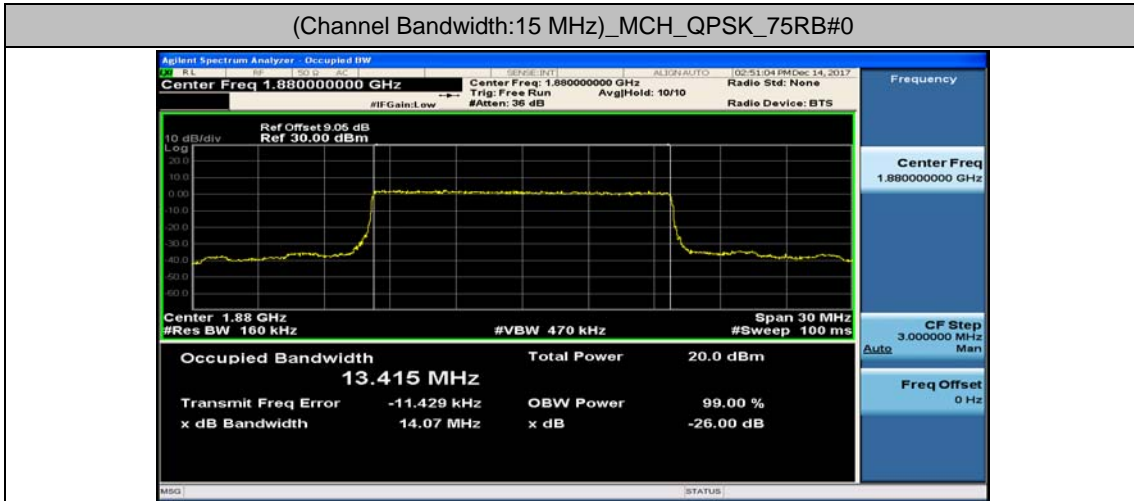 (Channel Bandwidth:15 MHz)_MCH_QPSK_75RB#0
Agilent Spectrum Analyzer - Occupied BW
RL RF 50 Ω AC SENSE:INT ALIGN AUTO 02:51:04 PM Dec 14, 2017
Center Freq 1.880000000 GHz
Center Freq: 1.880000000 GHz
Radio Std: None
Trig: Free Run Avg|Hold: 10/10
#IFGain:Low
#Atten: 36 dB
Radio Device: BTS
Ref Offset 9.05 dB
10 dB/div Ref 30.00 dBm
Log
20.0
10.0
0.00
-10.0
-20.0
-30.0
-40.0
-50.0
-60.0
Center 1.88 GHz
Span 30 MHz
#Res BW 160 kHz
#VBW 470 kHz
#Sweep 100 ms
Occupied Bandwidth
Total Power 20.0 dBm
13.415 MHz
Transmit Freq Error -11.429 kHz
OBW Power 99.00 %
x dB Bandwidth 14.07 MHz
x dB -26.00 dB
MSG
STATUS
Frequency
Center Freq
1.880000000 GHz
CF Step
3.000000 MHz
Auto Man
Freq Offset
0 Hz